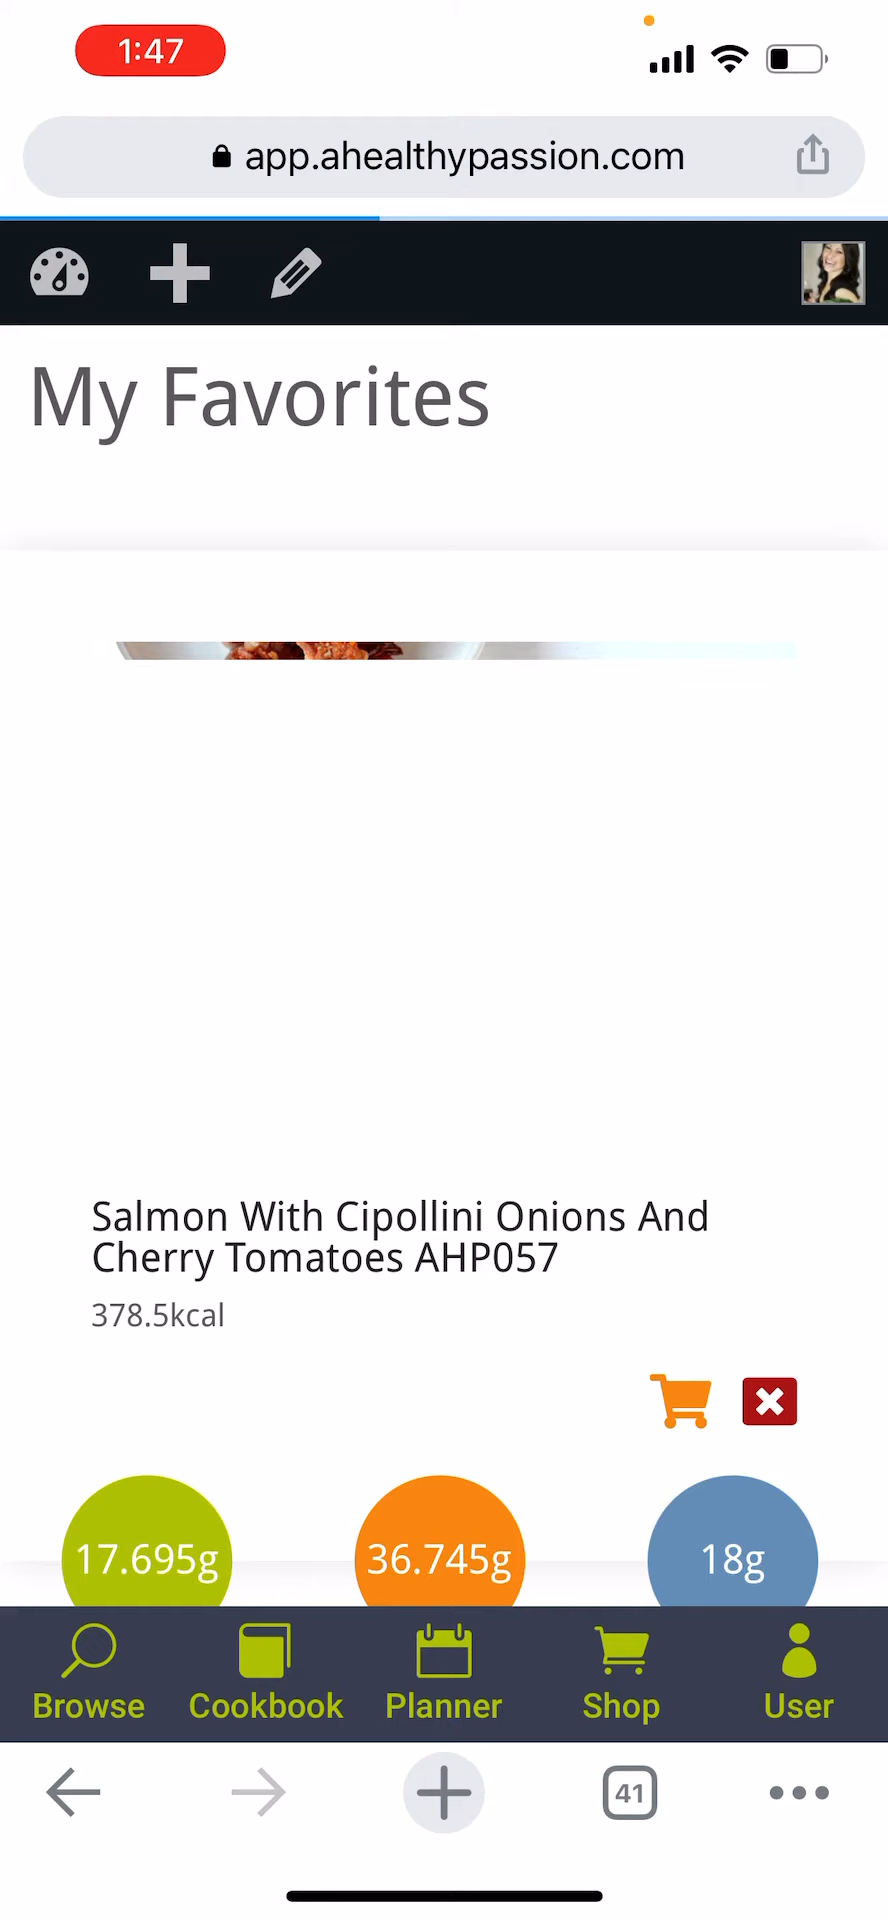 1:47
app.ahealthypassion.com
My Favorites
Salmon With Cipollini Onions And
Cherry Tomatoes AHP057
378.5kcal
17.695g 36.745g 18g
Browse Cookbook Planner Shop User
41